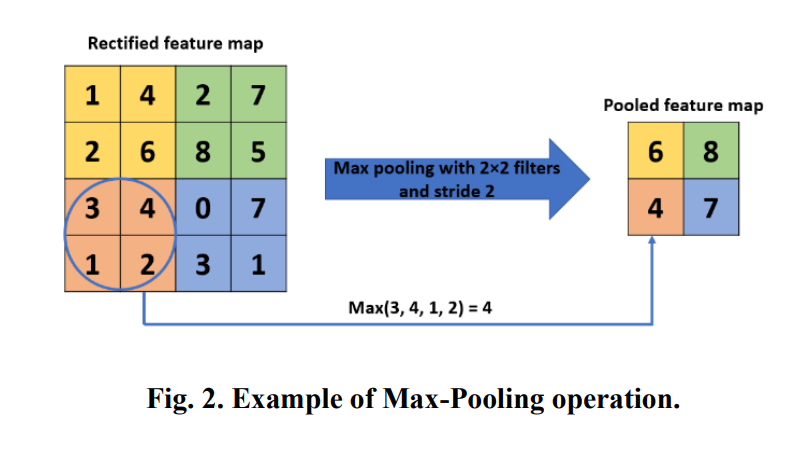 Rectified feature map
1 4 2 7
2 6 8 5
3 4 0 7
1 2 3 1
Max pooling with 2×2 filters
and stride 2
Pooled feature map
6 8
4 7
Max(3, 4, 1, 2) = 4
Fig. 2. Example of Max-Pooling operation.